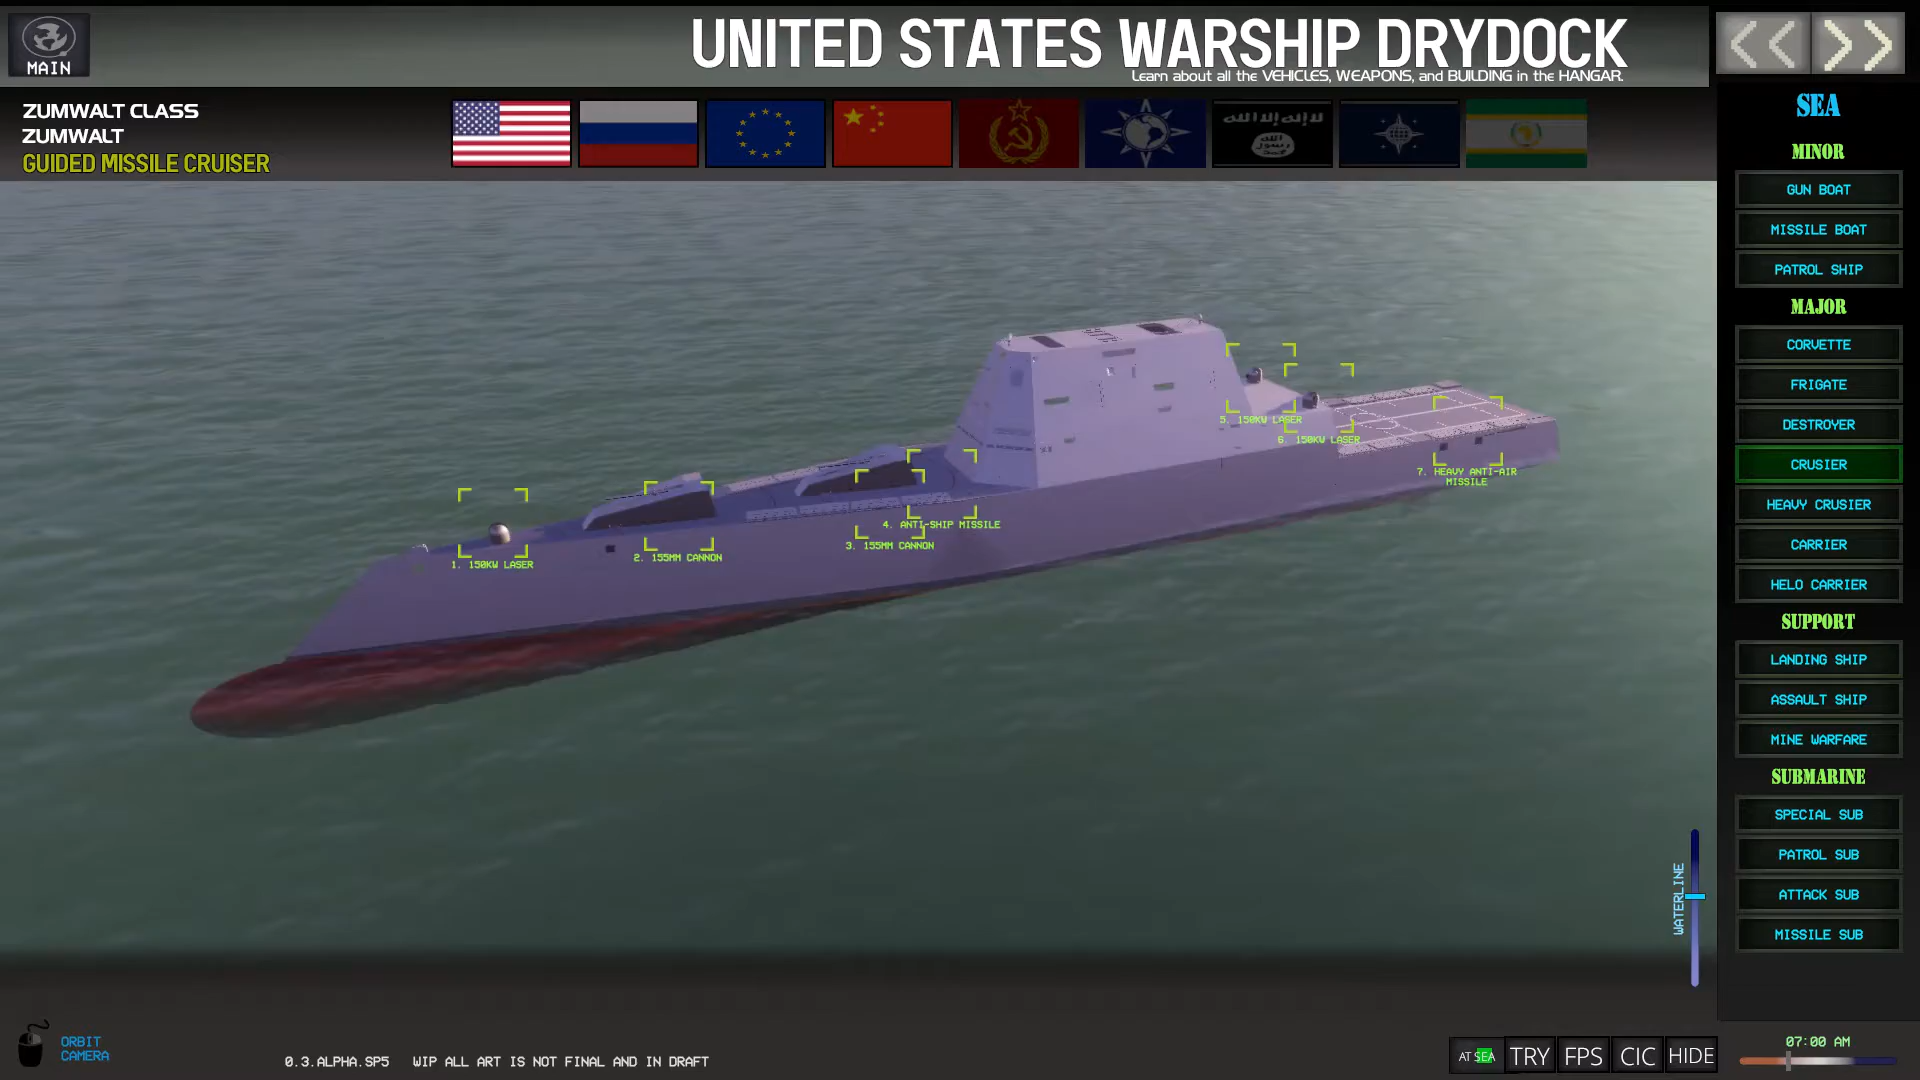 MAIN
UNITED STATES WARSHIP DRYDOCK
Learn about all the VEHICLES, WEAPONS, and BUILDING in the HANGAR.
ZUMWALT CLASS
ZUMWALT
GUIDED MISSILE CRUISER
SEA
MINOR
GUN BOAT
MISSILE BOAT
PATROL SHIP
MAJOR
CORVETTE
FRIGATE
DESTROYER
CRUSIER
HEAVY CRUSIER
CARRIER
HELO CARRIER
SUPPORT
LANDING SHIP
ASSAULT SHIP
MINE WARFARE
SUBMARINE
SPECIAL SUB
PATROL SUB
ATTACK SUB
MISSILE SUB
1. 150KW LASER
2. 155MM CANNON
3. 155MM CANNON
4. ANTI-SHIP MISSILE
5. 150KW LASER
6. 150KW LASER
7. HEAVY ANTI-AIR
MISSILE
WATERLINE
ORBIT
CAMERA
0.3.ALPHA.SP5 WIP ALL ART IS NOT FINAL AND IN DRAFT
AT SEA
TRY
FPS
CIC
HIDE
07:00 AM